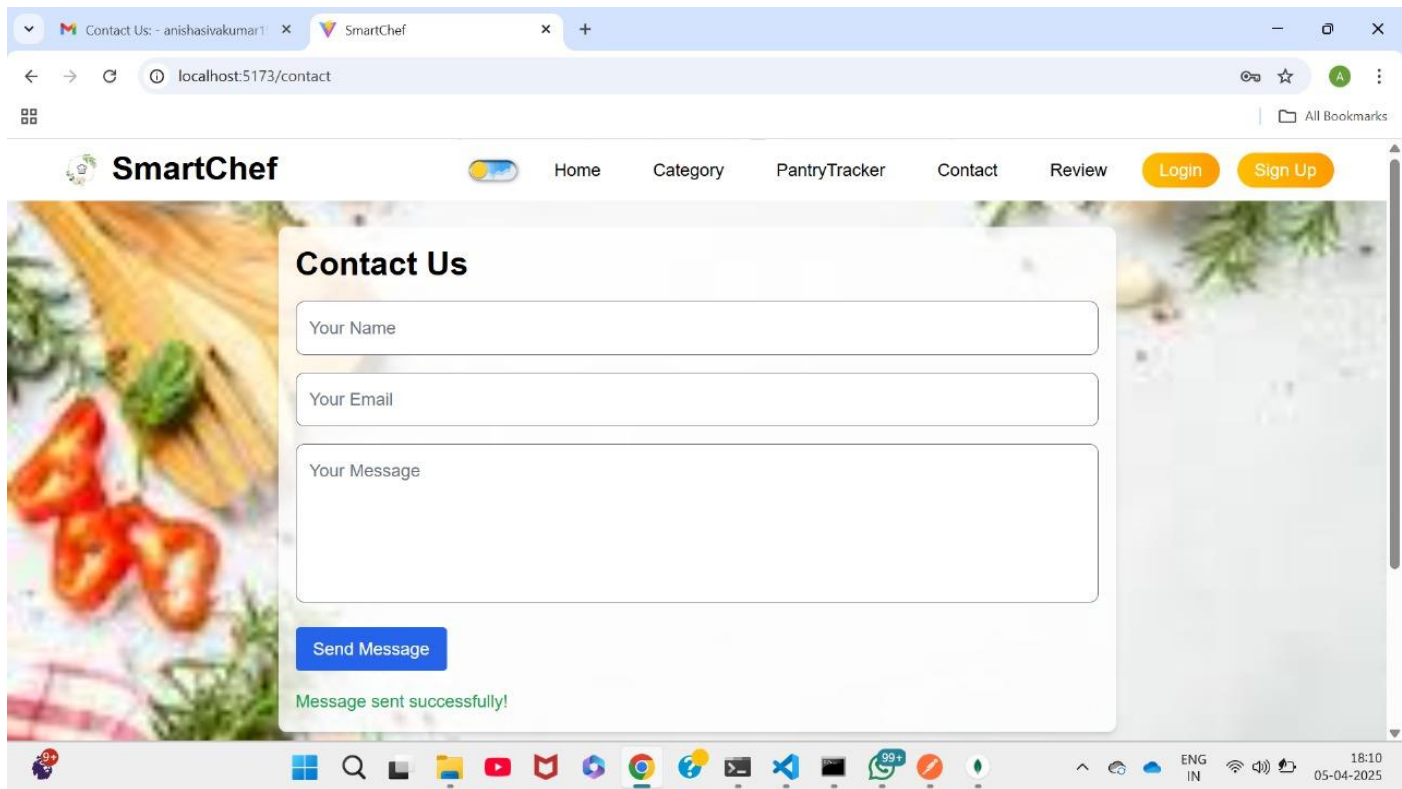 Contact Us: - anishasivakumar1
SmartChef
localhost:5173/contact
A
All Bookmarks
SmartChef
Home Category PantryTracker Contact Review Login Sign Up
Contact Us
Your Name
Your Email
Your Message
Send Message
Message sent successfully!
9+
99+
ENG
IN
18:10
05-04-2025